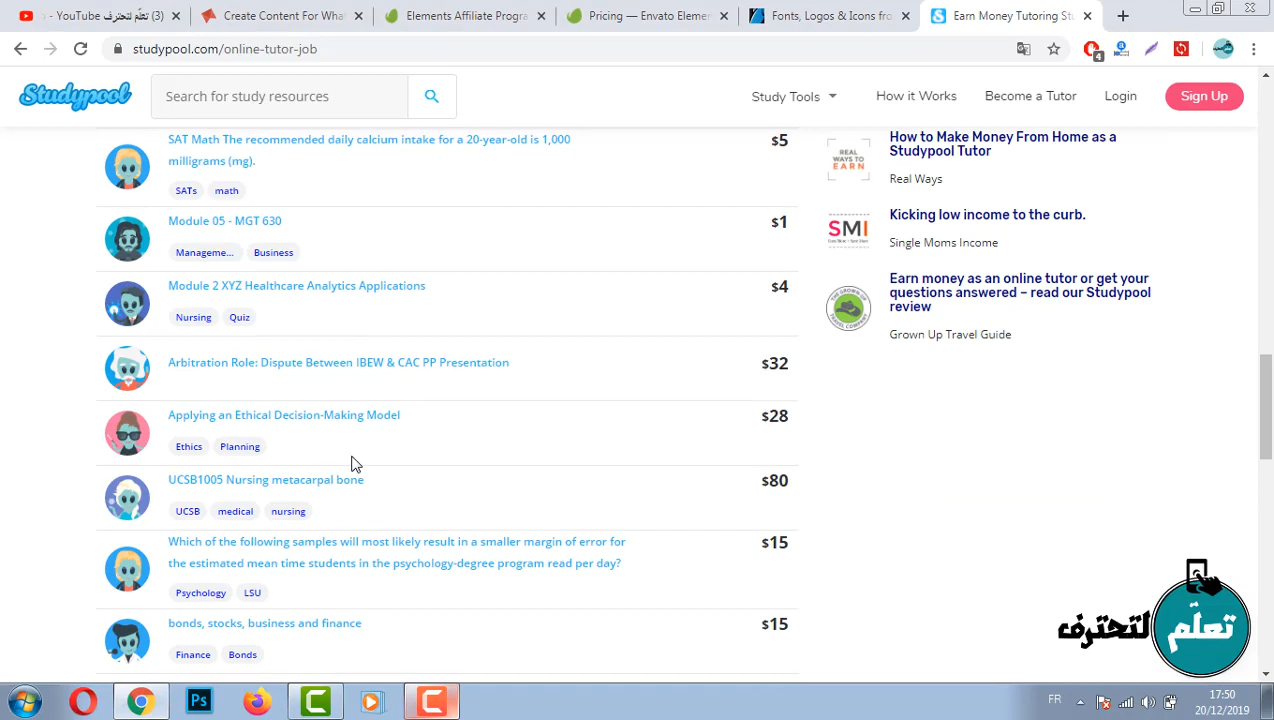 تعلّم لتحترف - YouTube (3)
Create Content For
Elements Affiliate Progra
Pricing — Envato Elemen
Fonts, Logos & Icons fro
Earn Money Tutoring Stu
studypool.com/online-tutor-job
4
Studypool
Search for study resources
Study Tools
How it Works
Become a Tutor
Login
Sign Up
SAT Math The recommended daily calcium intake for a 20-year-old is 1,000
milligrams (mg).
$5
SATs
math
Module 05 - MGT 630
$1
Manageme...
Business
Module 2 XYZ Healthcare Analytics Applications
$4
Nursing
Quiz
Arbitration Role: Dispute Between IBEW & CAC PP Presentation
$32
Applying an Ethical Decision-Making Model
$28
Ethics
Planning
UCSB1005 Nursing metacarpal bone
$80
UCSB
medical
nursing
Which of the following samples will most likely result in a smaller margin of error for
the estimated mean time students in the psychology-degree program read per day?
$15
Psychology
LSU
bonds, stocks, business and finance
$15
Finance
Bonds
REAL
WAYS TO
EARN
How to Make Money From Home as a
Studypool Tutor
Real Ways
SMI
Kicking low income to the curb.
Single Moms Income
Earn money as an online tutor or get your
questions answered – read our Studypool
review
Grown Up Travel Guide
تعلّم
لتحترف
Ps
FR
17:50
20/12/2019